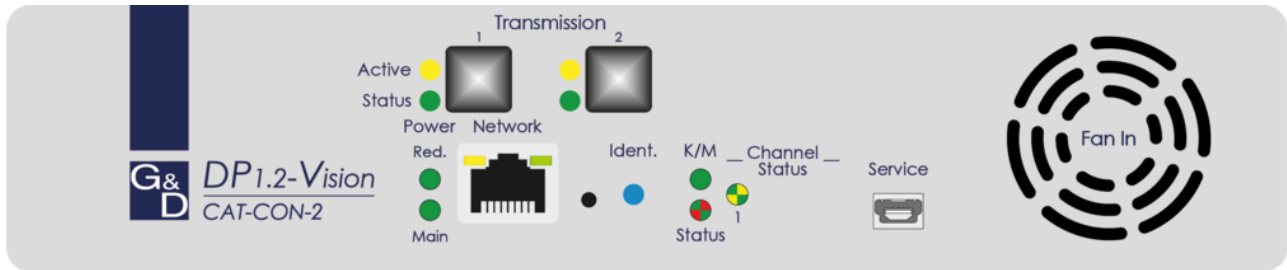 Transmission
1 2
Active
Status
Power Network
Red. Ident. K/M Channel
Status
Service
Fan In
G&D
DP1.2-Vision
CAT-CON-2
Main
Status
1